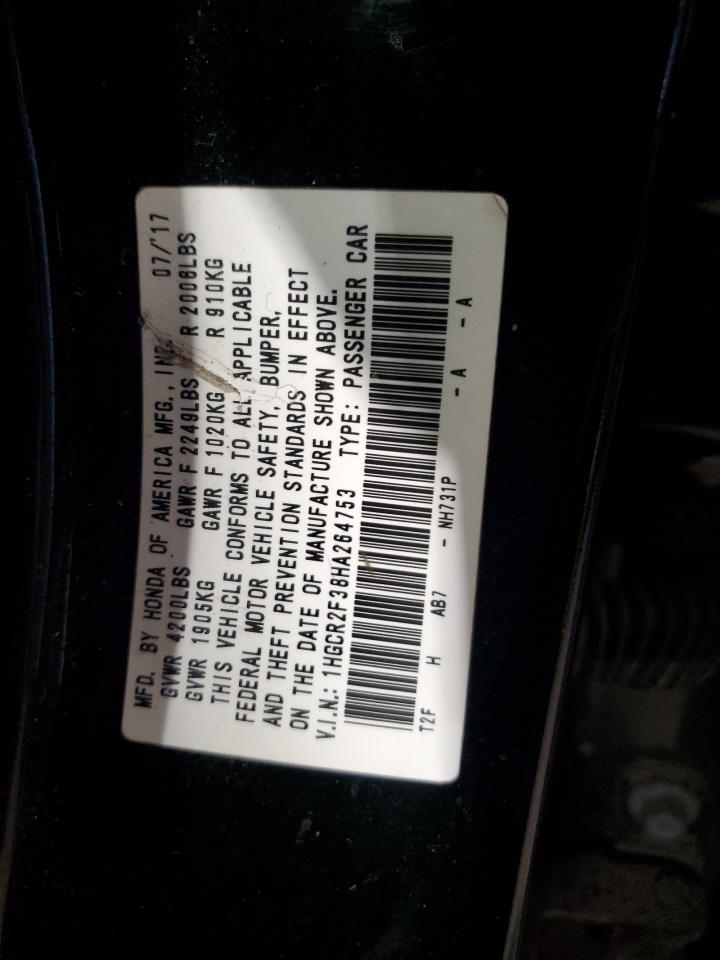 MFD. BY HONDA OF AMERICA MFG., INC. 07/'17
GVWR 4200LBS GAWR F 2249LBS R 2006LBS
GVWR 1905KG GAWR F 1020KG R 910KG
THIS VEHICLE CONFORMS TO ALL APPLICABLE
FEDERAL MOTOR VEHICLE SAFETY, BUMPER,
AND THEFT PREVENTION STANDARDS IN EFFECT
ON THE DATE OF MANUFACTURE SHOWN ABOVE.
V.I.N.: 1HGCR2F38HA264753 TYPE: PASSENGER CAR
T2F H AB7 - NH731P - A - A